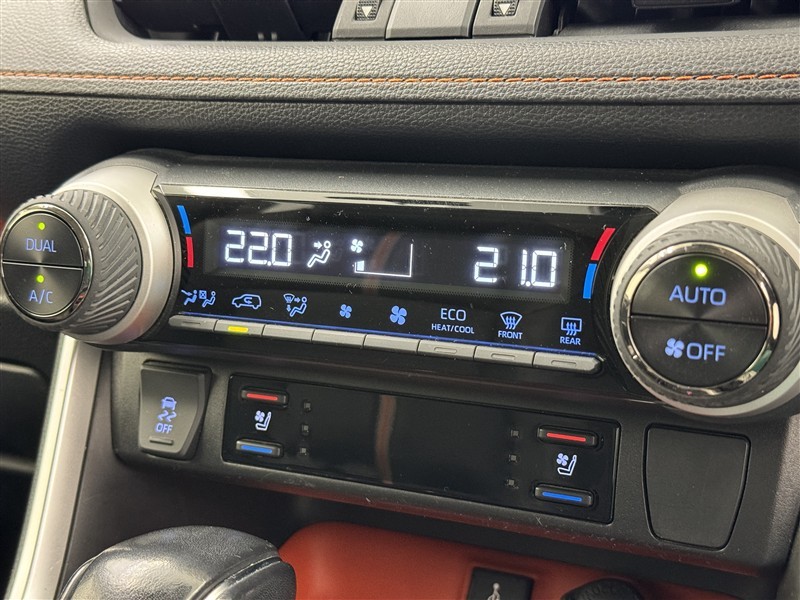 22.0
21.0
DUAL
A/C
AUTO
OFF
ECO
HEAT/COOL
FRONT
REAR
OFF